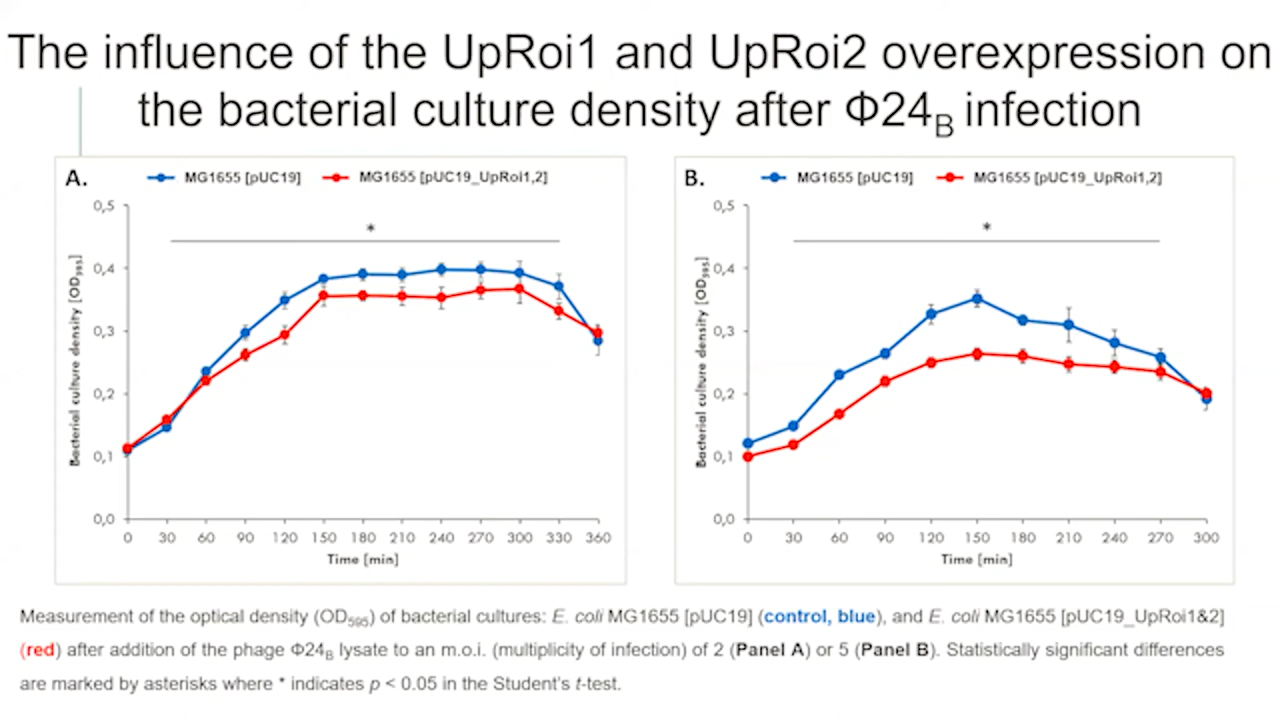 The influence of the UpRoi1 and UpRoi2 overexpression on
the bacterial culture density after Φ24B infection
A.
MG1655 [pUC19]
MG1655 [pUC19_UpRoi1,2]
*
Bacterial culture density [OD595]
0,5
0,4
0,3
0,2
0,1
0,0
0 30 60 90 120 150 180 210 240 270 300 330 360
Time [min]
B.
MG1655 [pUC19]
MG1655 [pUC19_UpRoi1,2]
*
Bacterial culture density [OD595]
0,5
0,4
0,3
0,2
0,1
0,0
0 30 60 90 120 150 180 210 240 270 300
Time [min]
Measurement of the optical density (OD595) of bacterial cultures: E. coli MG1655 [pUC19] (control, blue), and E. coli MG1655 [pUC19_UpRoi1&2]
(red) after addition of the phage Φ24B lysate to an m.o.i. (multiplicity of infection) of 2 (Panel A) or 5 (Panel B). Statistically significant differences
are marked by asterisks where * indicates p < 0.05 in the Student's t-test.